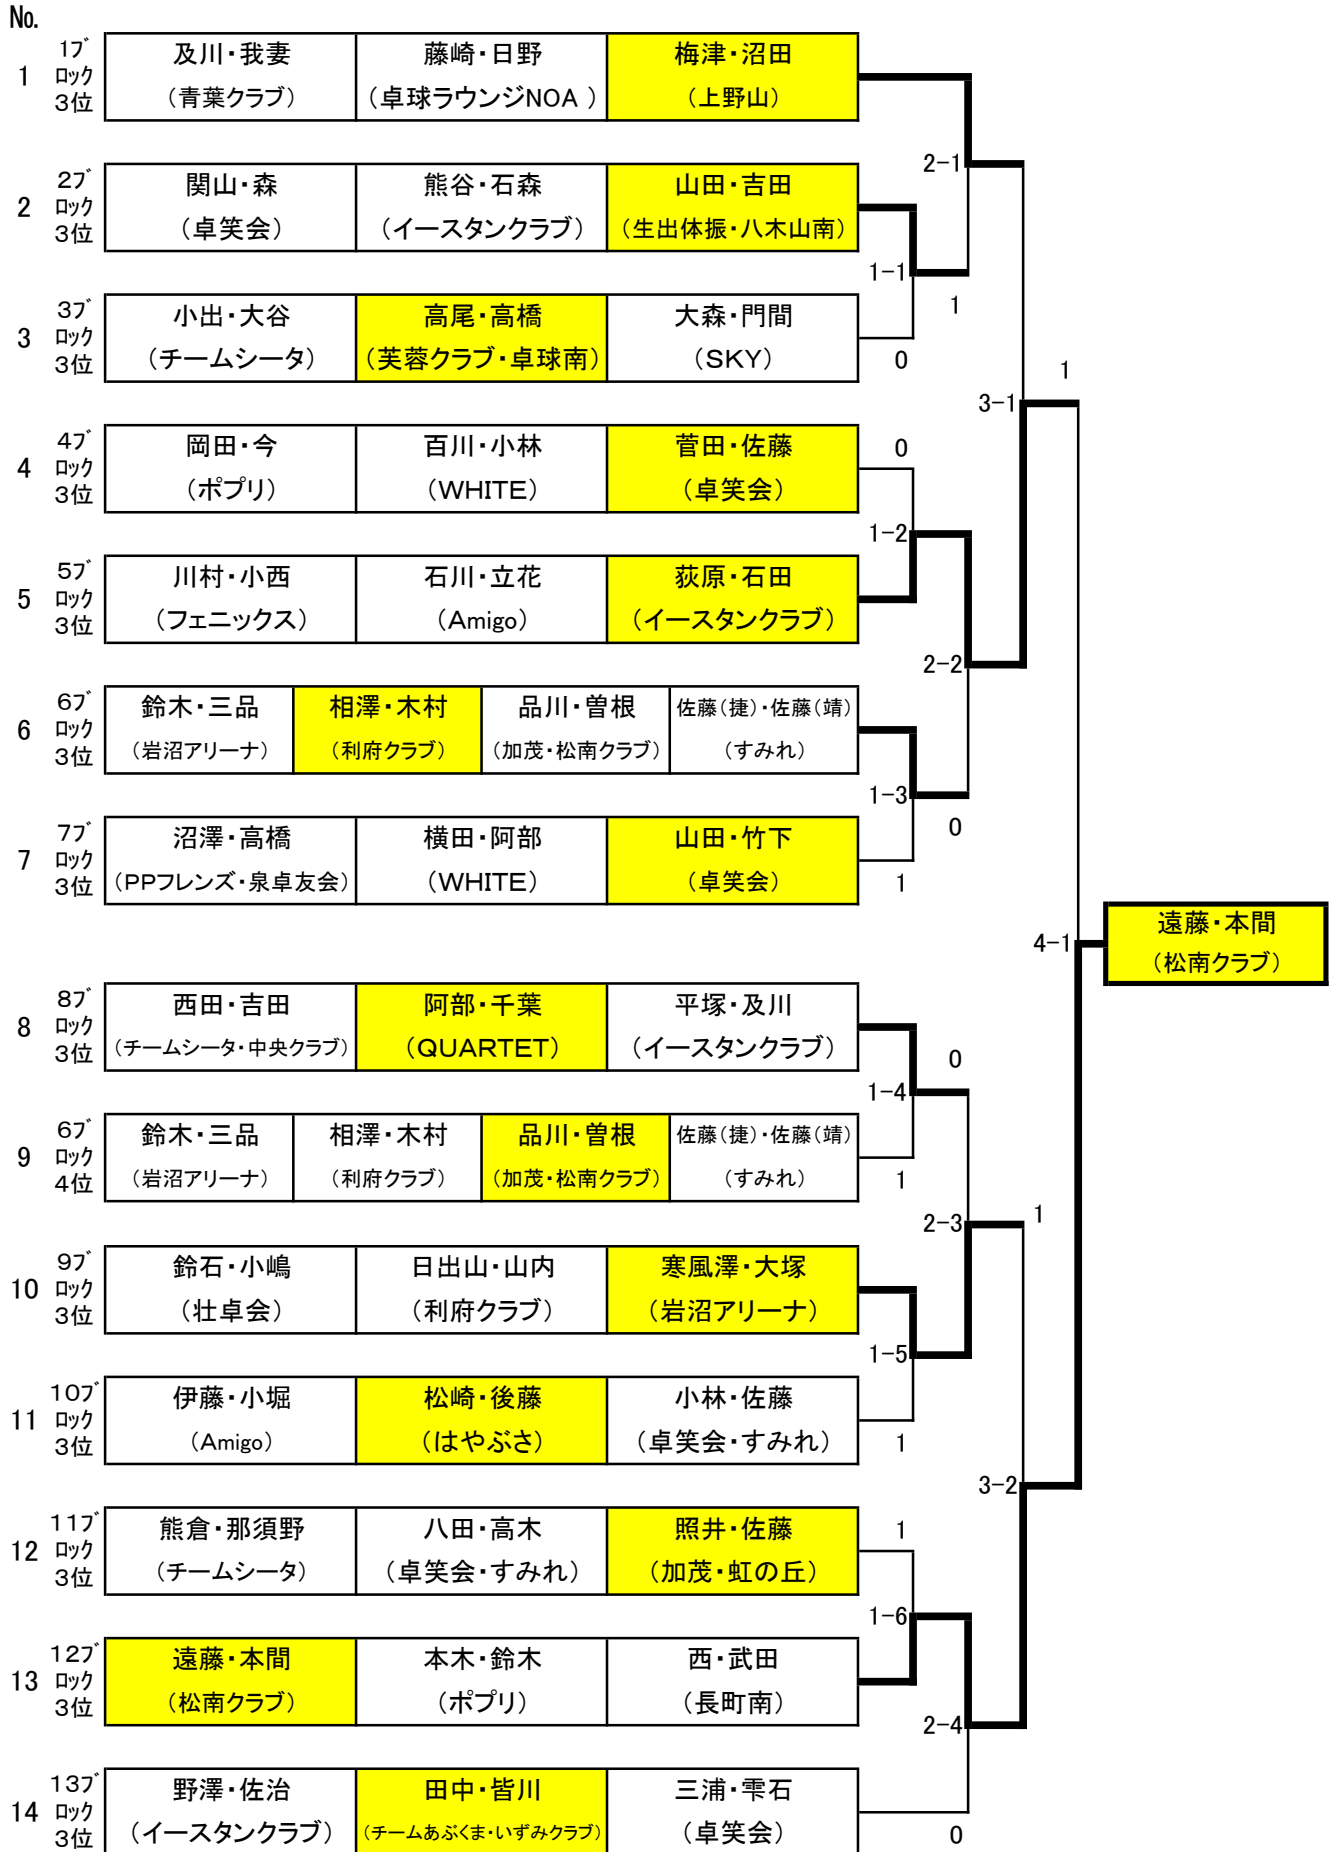 No.
1ブ
1 ロック
3位
及川・我妻 藤崎・日野 梅津・沼田
(青葉クラブ) (卓球ラウンジNOA ) (上野山)
2-1
2ブ
2 ロック
3位
関山・森 熊谷・石森 山田・吉田
(卓笑会) (イースタンクラブ) (生出体振・八木山南)
1-1
1
3ブ
3 ロック
3位
小出・大谷 高尾・高橋 大森・門間
(チームシータ) (芙蓉クラブ・卓球南) (SKY)
0
1
3-1
4ブ
4 ロック
3位
岡田・今 百川・小林 菅田・佐藤
(ポプリ) (WHITE) (卓笑会)
0
1-2
5ブ
5 ロック
3位
川村・小西 石川・立花 荻原・石田
(フェニックス) (Amigo) (イースタンクラブ)
2-2
6ブ
6 ロック
3位
鈴木・三品 相澤・木村 品川・曽根 佐藤(捷)・佐藤(靖)
(岩沼アリーナ) (利府クラブ) (加茂・松南クラブ) (すみれ)
1-3
0
7ブ
7 ロック
3位
沼澤・高橋 横田・阿部 山田・竹下
(PPフレンズ・泉卓友会) (WHITE) (卓笑会)
1
4-1
遠藤・本間
(松南クラブ)
8ブ
8 ロック
3位
西田・吉田 阿部・千葉 平塚・及川
(チームシータ・中央クラブ) (QUARTET) (イースタンクラブ)
0
1-4
6ブ
9 ロック
4位
鈴木・三品 相澤・木村 品川・曽根 佐藤(捷)・佐藤(靖)
(岩沼アリーナ) (利府クラブ) (加茂・松南クラブ) (すみれ)
1
2-3
1
9ブ
10 ロック
3位
鈴石・小嶋 日出山・山内 寒風澤・大塚
(壮卓会) (利府クラブ) (岩沼アリーナ)
1-5
10ブ
11 ロック
3位
伊藤・小堀 松崎・後藤 小林・佐藤
(Amigo) (はやぶさ) (卓笑会・すみれ)
1
3-2
11ブ
12 ロック
3位
熊倉・那須野 八田・高木 照井・佐藤
(チームシータ) (卓笑会・すみれ) (加茂・虹の丘)
1
1-6
12ブ
13 ロック
3位
遠藤・本間 本木・鈴木 西・武田
(松南クラブ) (ポプリ) (長町南)
2-4
13ブ
14 ロック
3位
野澤・佐治 田中・皆川 三浦・雫石
(イースタンクラブ) (チームあぶくま・いずみクラブ) (卓笑会)
0